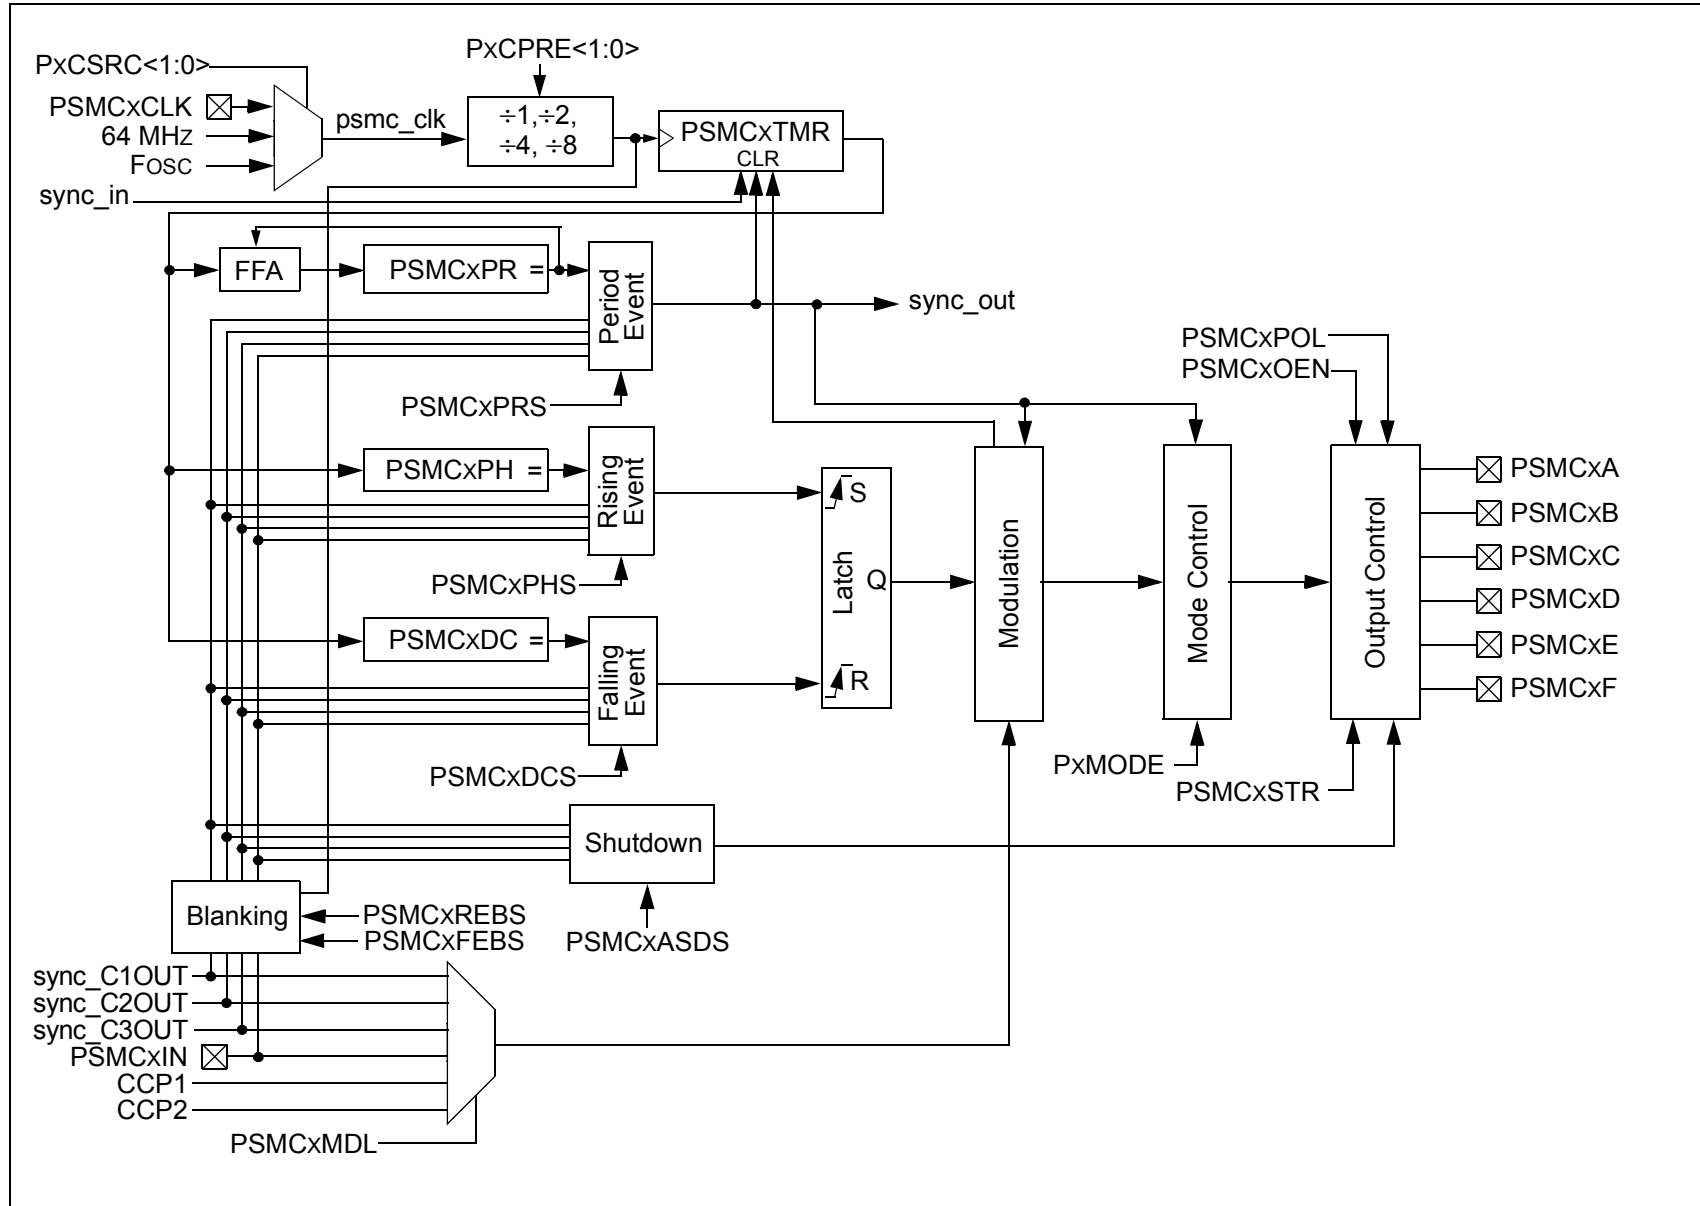 PxCPRE<1:0>
PxCSRC<1:0>
PSMCxCLK
64 MHz
FOSC
psmc_clk
÷1,÷2,
÷4, ÷8
PSMCxTMR
CLR
sync_in
FFA
PSMCxPR =
Period
Event
sync_out
PSMCxPRS
PSMCxPOL
PSMCxOEN
PSMCxPH =
Rising
Event
PSMCxPHS
S
Latch
Q
R
Modulation
Mode Control
Output Control
PSMCxA
PSMCxB
PSMCxC
PSMCxD
PSMCxE
PSMCxF
PSMCxDC =
Falling
Event
PSMCxDCS
PxMODE
PSMCxSTR
Shutdown
PSMCxASDS
Blanking
PSMCxREBS
PSMCxFEBS
sync_C1OUT
sync_C2OUT
sync_C3OUT
PSMCxIN
CCP1
CCP2
PSMCxMDL